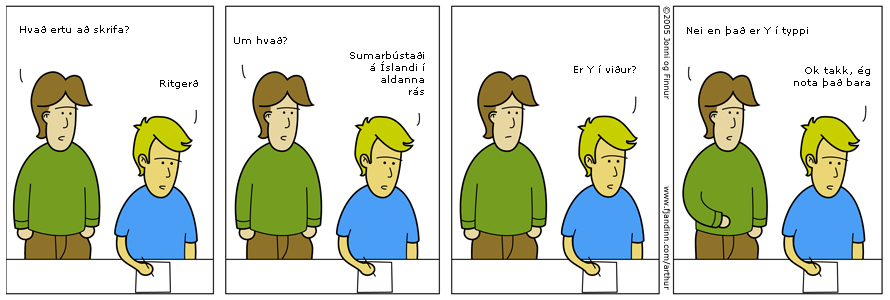 Hvað ertu að skrifa?
Ritgerð
Um hvað?
Sumarbústaði
á Íslandi í
aldanna
rás
Er Y í viður?
©2005 Jonni og Finnur
www.fjandinn.com/arthur
Nei en það er Y í typpi
Ok takk, ég
nota það bara